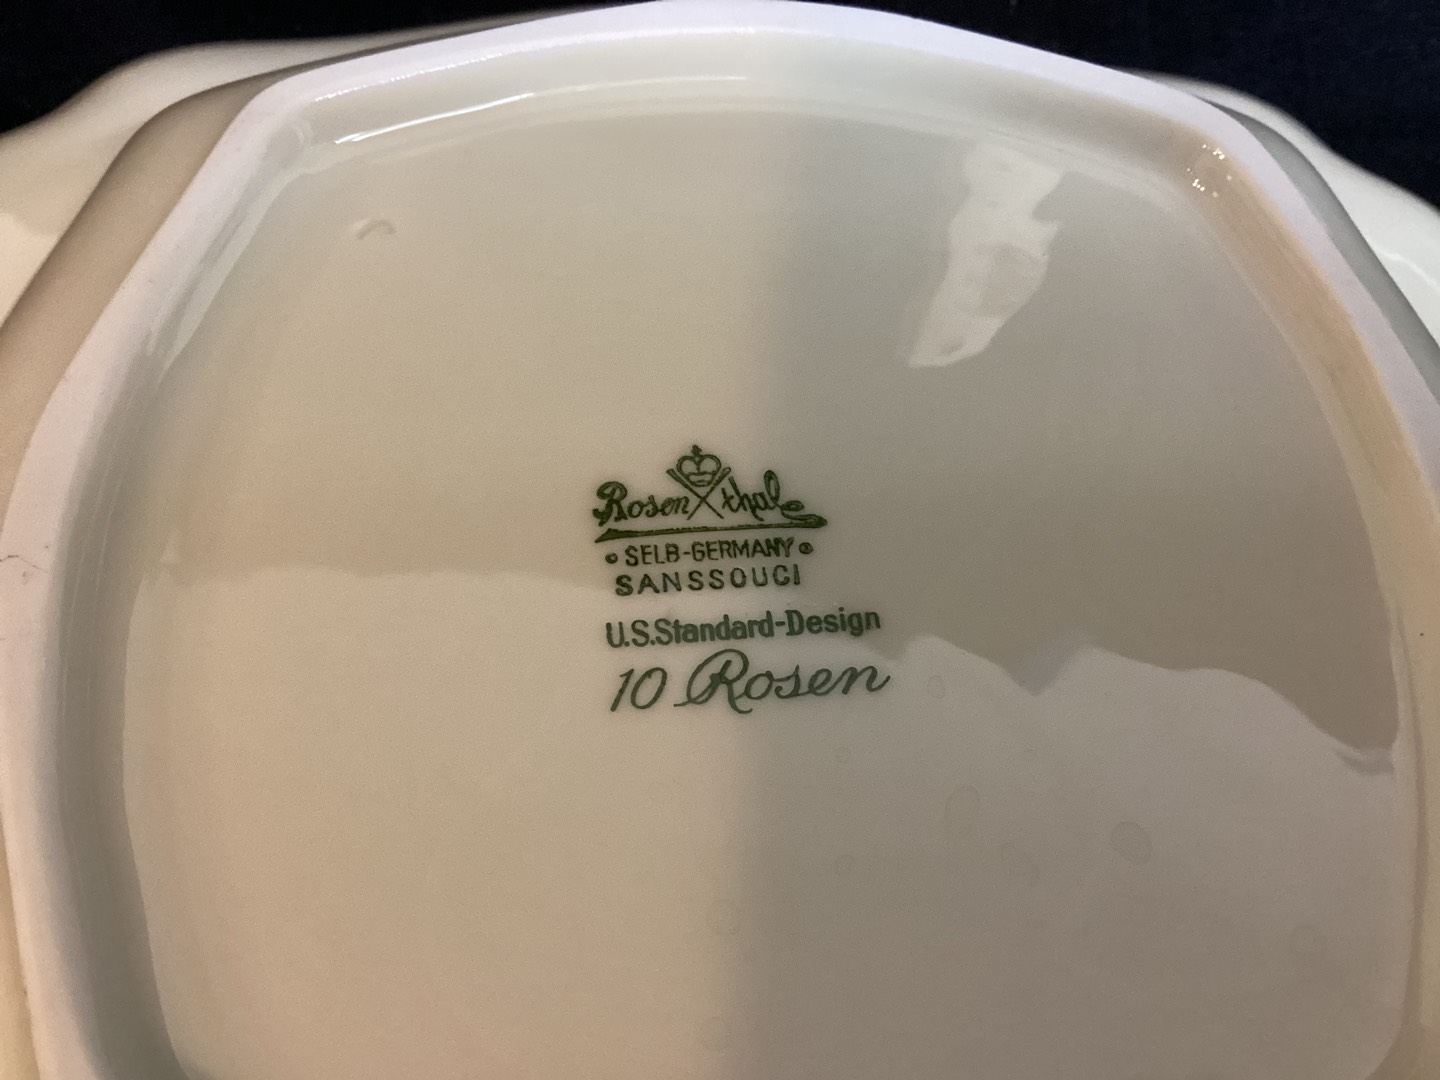 Rosenthal
SELB-GERMANY
SANSSOUCI
U.S.Standard-Design
10 Rosen